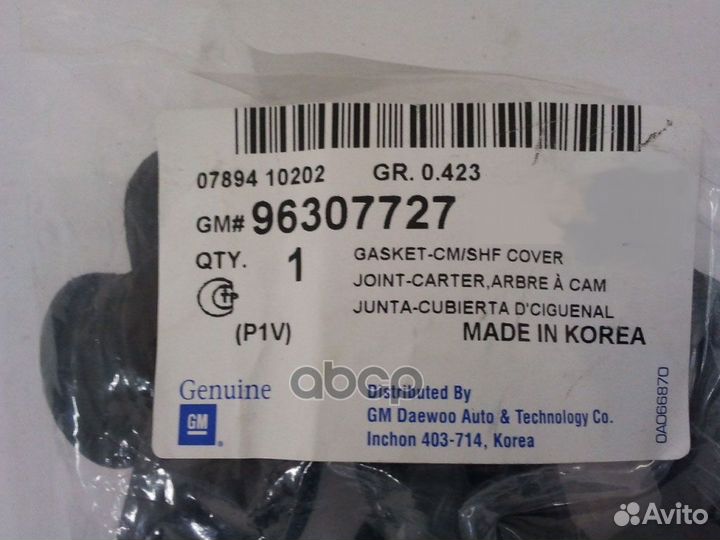 07894 10202 GR. 0.423
GM# 96307727
QTY. 1
GASKET-CM/SHF COVER
JOINT-CARTER,ARBRE À CAM
JUNTA-CUBIERTA D'CIGUENAL
(P1V)
MADE IN KOREA
Genuine
GM
abcp
Distributed By
GM Daewoo Auto & Technology Co.
Inchon 403-714, Korea
0A066870
Avito